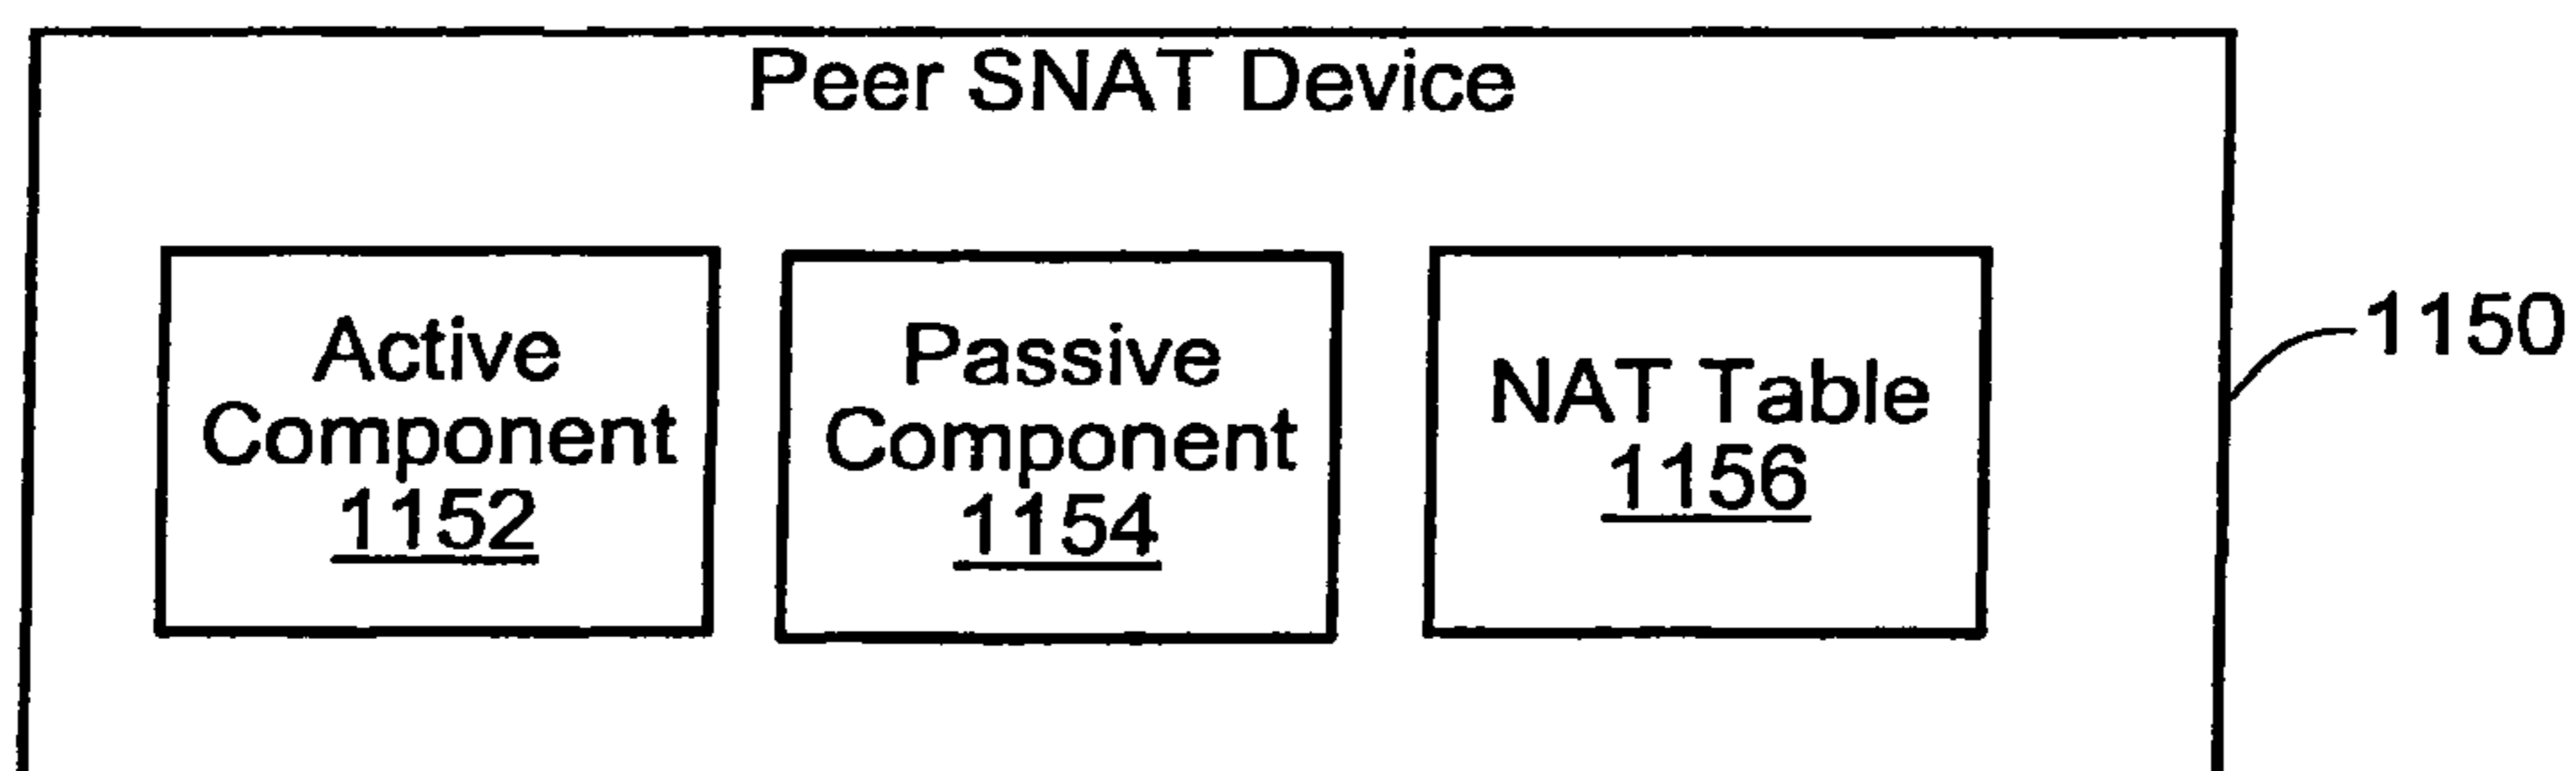 Peer SNAT Device
Active
Component
1152
Passive
Component
1154
NAT Table
1156
1150